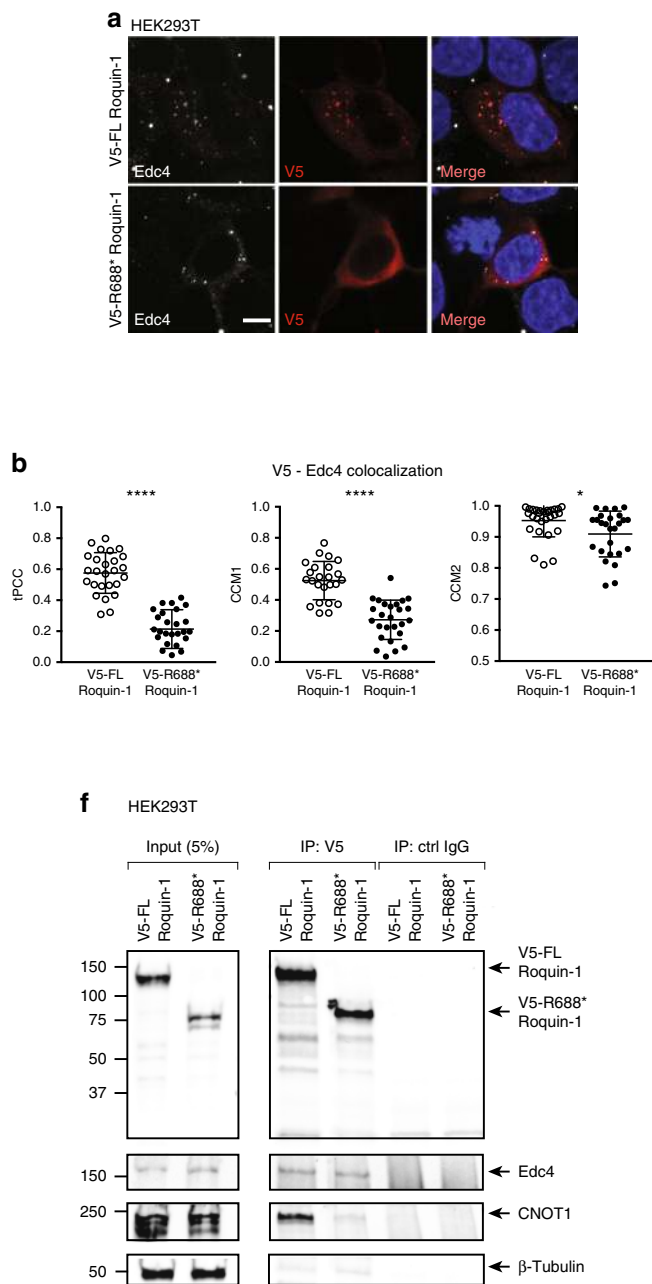 a
HEK293T
V5-FL Roquin-1
Edc4
V5
Merge
V5-R688* Roquin-1
Edc4
V5
Merge
b
V5 - Edc4 colocalization
****
tPCC
1.0
0.8
0.6
0.4
0.2
0.0
V5-FL
Roquin-1
V5-R688*
Roquin-1
****
CCM1
1.0
0.8
0.6
0.4
0.2
0.0
V5-FL
Roquin-1
V5-R688*
Roquin-1
*
CCM2
1.0
0.9
0.8
0.7
0.6
0.5
V5-FL
Roquin-1
V5-R688*
Roquin-1
f
HEK293T
Input (5%)
IP: V5
IP: ctrl IgG
V5-FL
Roquin-1
V5-R688*
Roquin-1
V5-FL
Roquin-1
V5-R688*
Roquin-1
V5-FL
Roquin-1
V5-R688*
Roquin-1
150
100
75
50
37
V5-FL
Roquin-1
V5-R688*
Roquin-1
150
Edc4
250
CNOT1
50
β-Tubulin